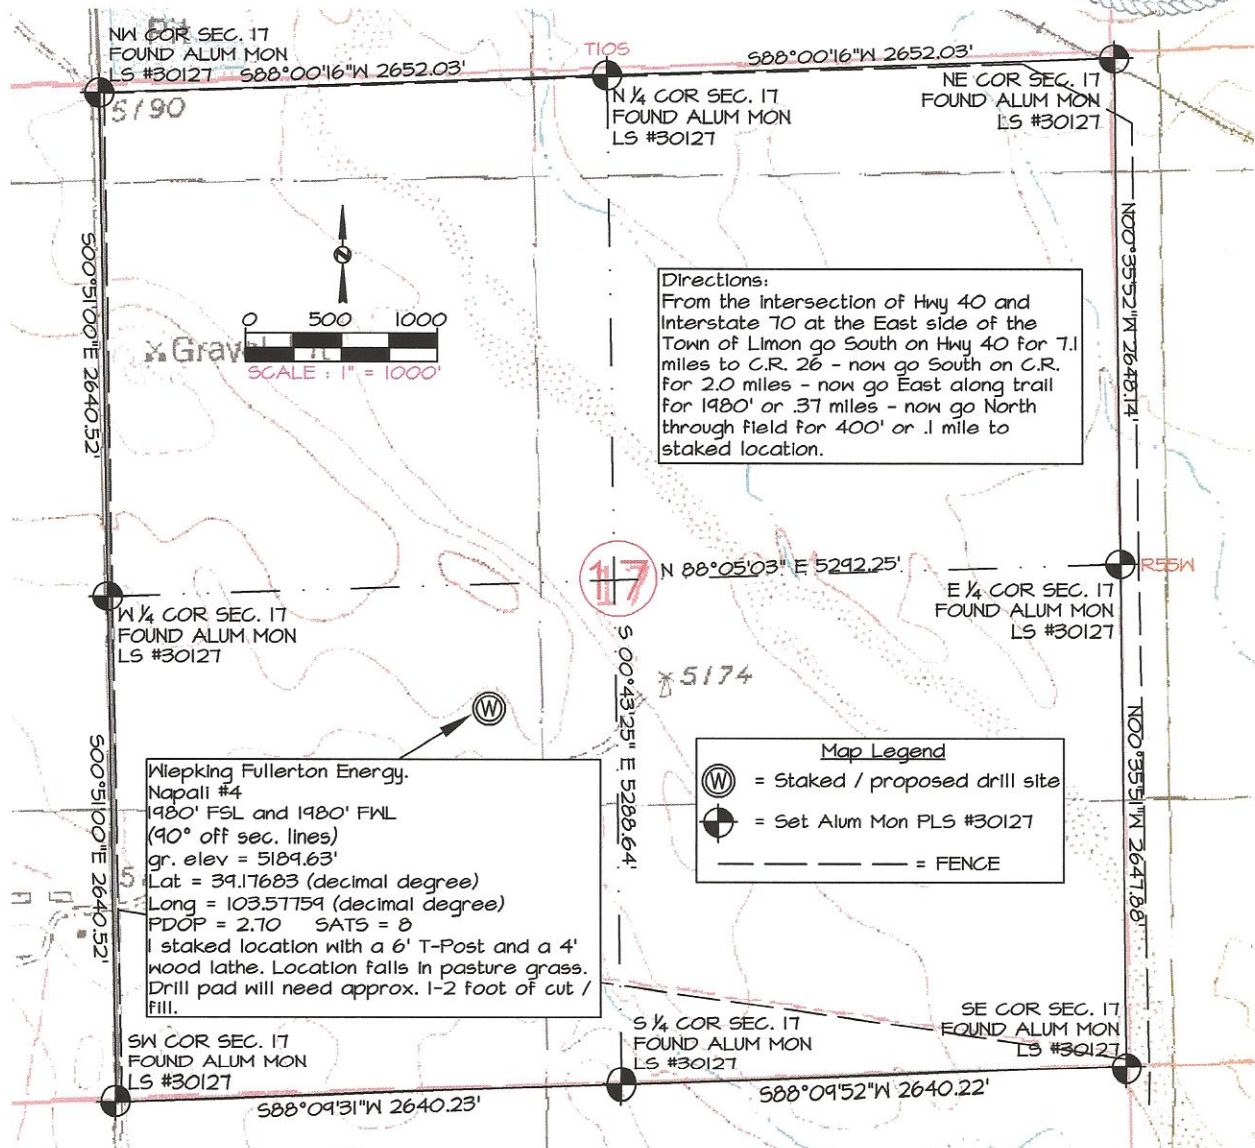 NW COR SEC. 17
FOUND ALUM MON
LS #30127
S88°00'16"W 2652.03'
T10S
S88°00'16"W 2652.03'
5190
N 1/4 COR SEC. 17
FOUND ALUM MON
LS #30127
NE COR SEC. 17
FOUND ALUM MON
LS #30127
S00°51'00"E 2640.52'
N00°35'52"W 2648.14'
N
0 500 1000
SCALE : 1" = 1000'
Directions:
From the intersection of Hwy 40 and
Interstate 70 at the East side of the
Town of Limon go South on Hwy 40 for 7.1
miles to C.R. 26 - now go South on C.R.
for 2.0 miles - now go East along trail
for 1980' or .37 miles - now go North
through field for 400' or .1 mile to
staked location.
17
N 88°05'03" E 5292.25'
R55W
W 1/4 COR SEC. 17
FOUND ALUM MON
LS #30127
E 1/4 COR SEC. 17
FOUND ALUM MON
LS #30127
S 00°43'25" E 5288.64'
5174
W
S00°51'00"E 2640.52'
N00°35'51"W 2647.88'
Wiepking Fullerton Energy.
Napali #4
1980' FSL and 1980' FWL
(90° off sec. lines)
gr. elev = 5189.63'
Lat = 39.17683 (decimal degree)
Long = 103.57759 (decimal degree)
PDOP = 2.70 SATS = 8
I staked location with a 6' T-Post and a 4'
wood lathe. Location falls in pasture grass.
Drill pad will need approx. 1-2 foot of cut /
fill.
Map Legend
W = Staked / proposed drill site
= Set Alum Mon PLS #30127
= FENCE
SW COR SEC. 17
FOUND ALUM MON
LS #30127
S 1/4 COR SEC. 17
FOUND ALUM MON
LS #30127
SE COR SEC. 17
FOUND ALUM MON
LS #30127
S88°09'31"W 2640.23'
S88°09'52"W 2640.22'